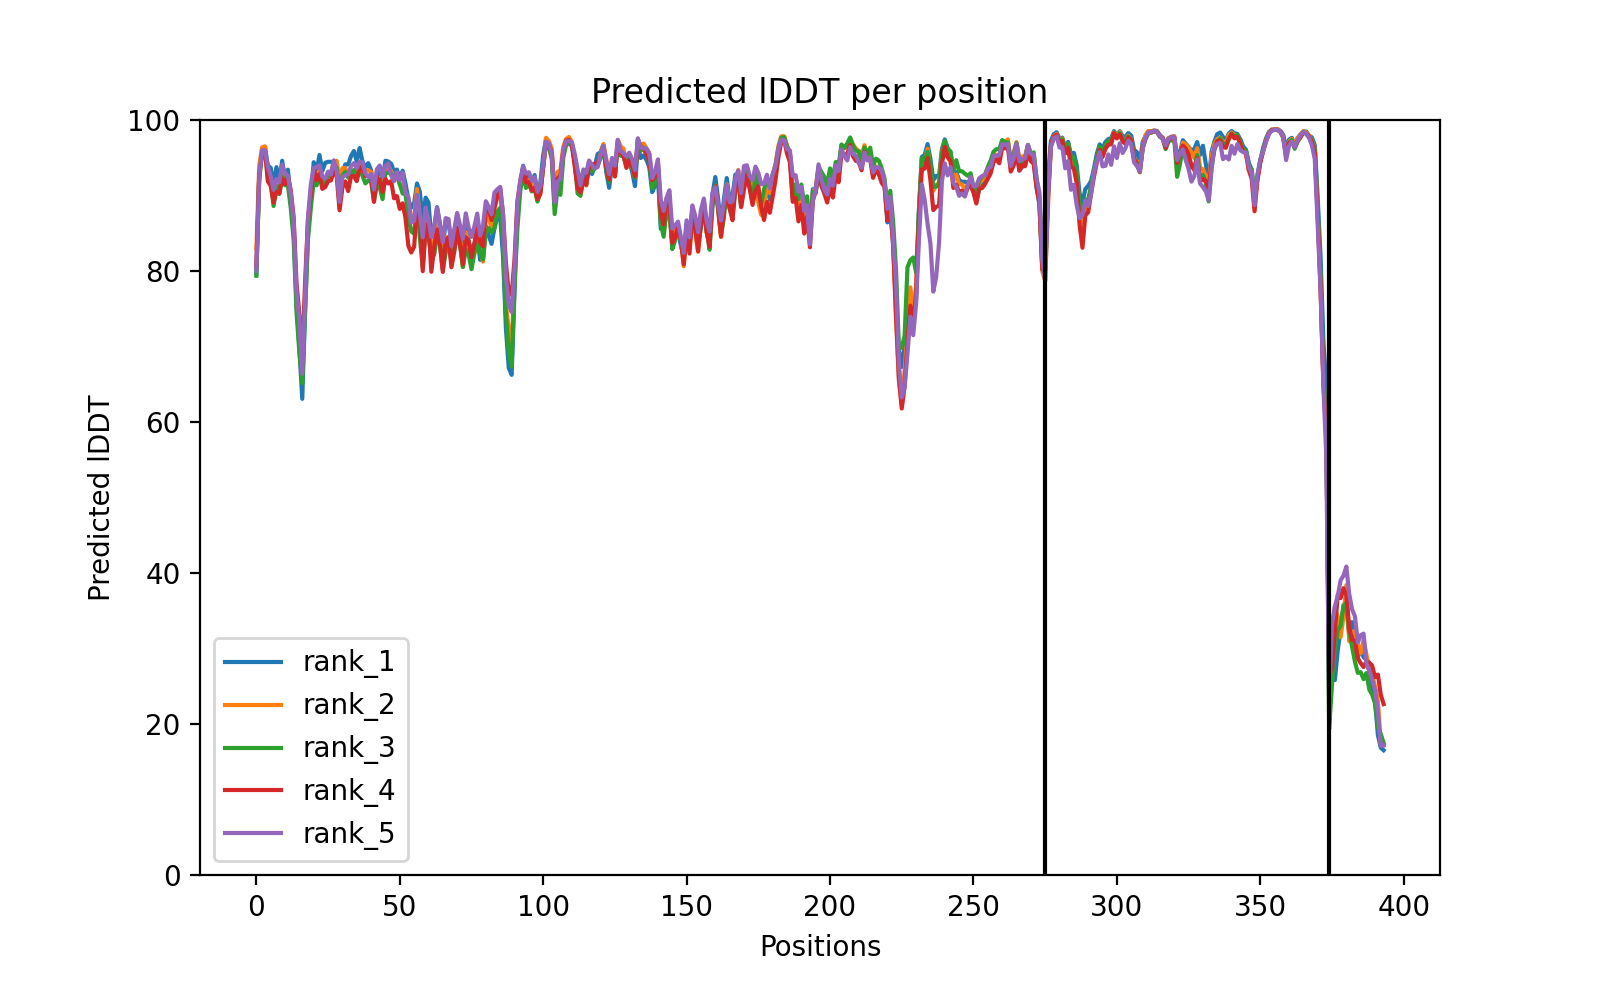 Predicted lDDT per position
Predicted lDDT
100
80
60
40
20
0
rank_1
rank_2
rank_3
rank_4
rank_5
0 50 100 150 200 250 300 350 400
Positions